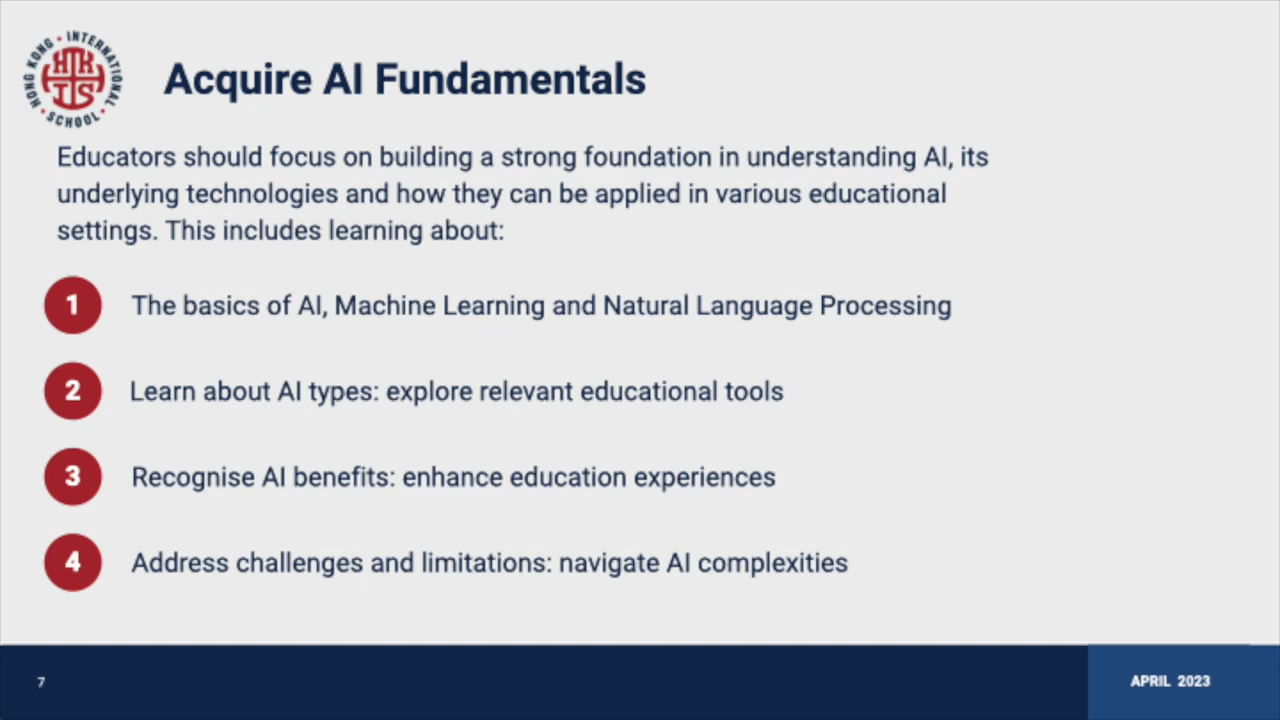 HONG KONG • INTERNATIONAL • SCHOOL •
HK
IS
Acquire AI Fundamentals
Educators should focus on building a strong foundation in understanding AI, its
underlying technologies and how they can be applied in various educational
settings. This includes learning about:
1 The basics of AI, Machine Learning and Natural Language Processing
2 Learn about AI types: explore relevant educational tools
3 Recognise AI benefits: enhance education experiences
4 Address challenges and limitations: navigate AI complexities
7
APRIL 2023